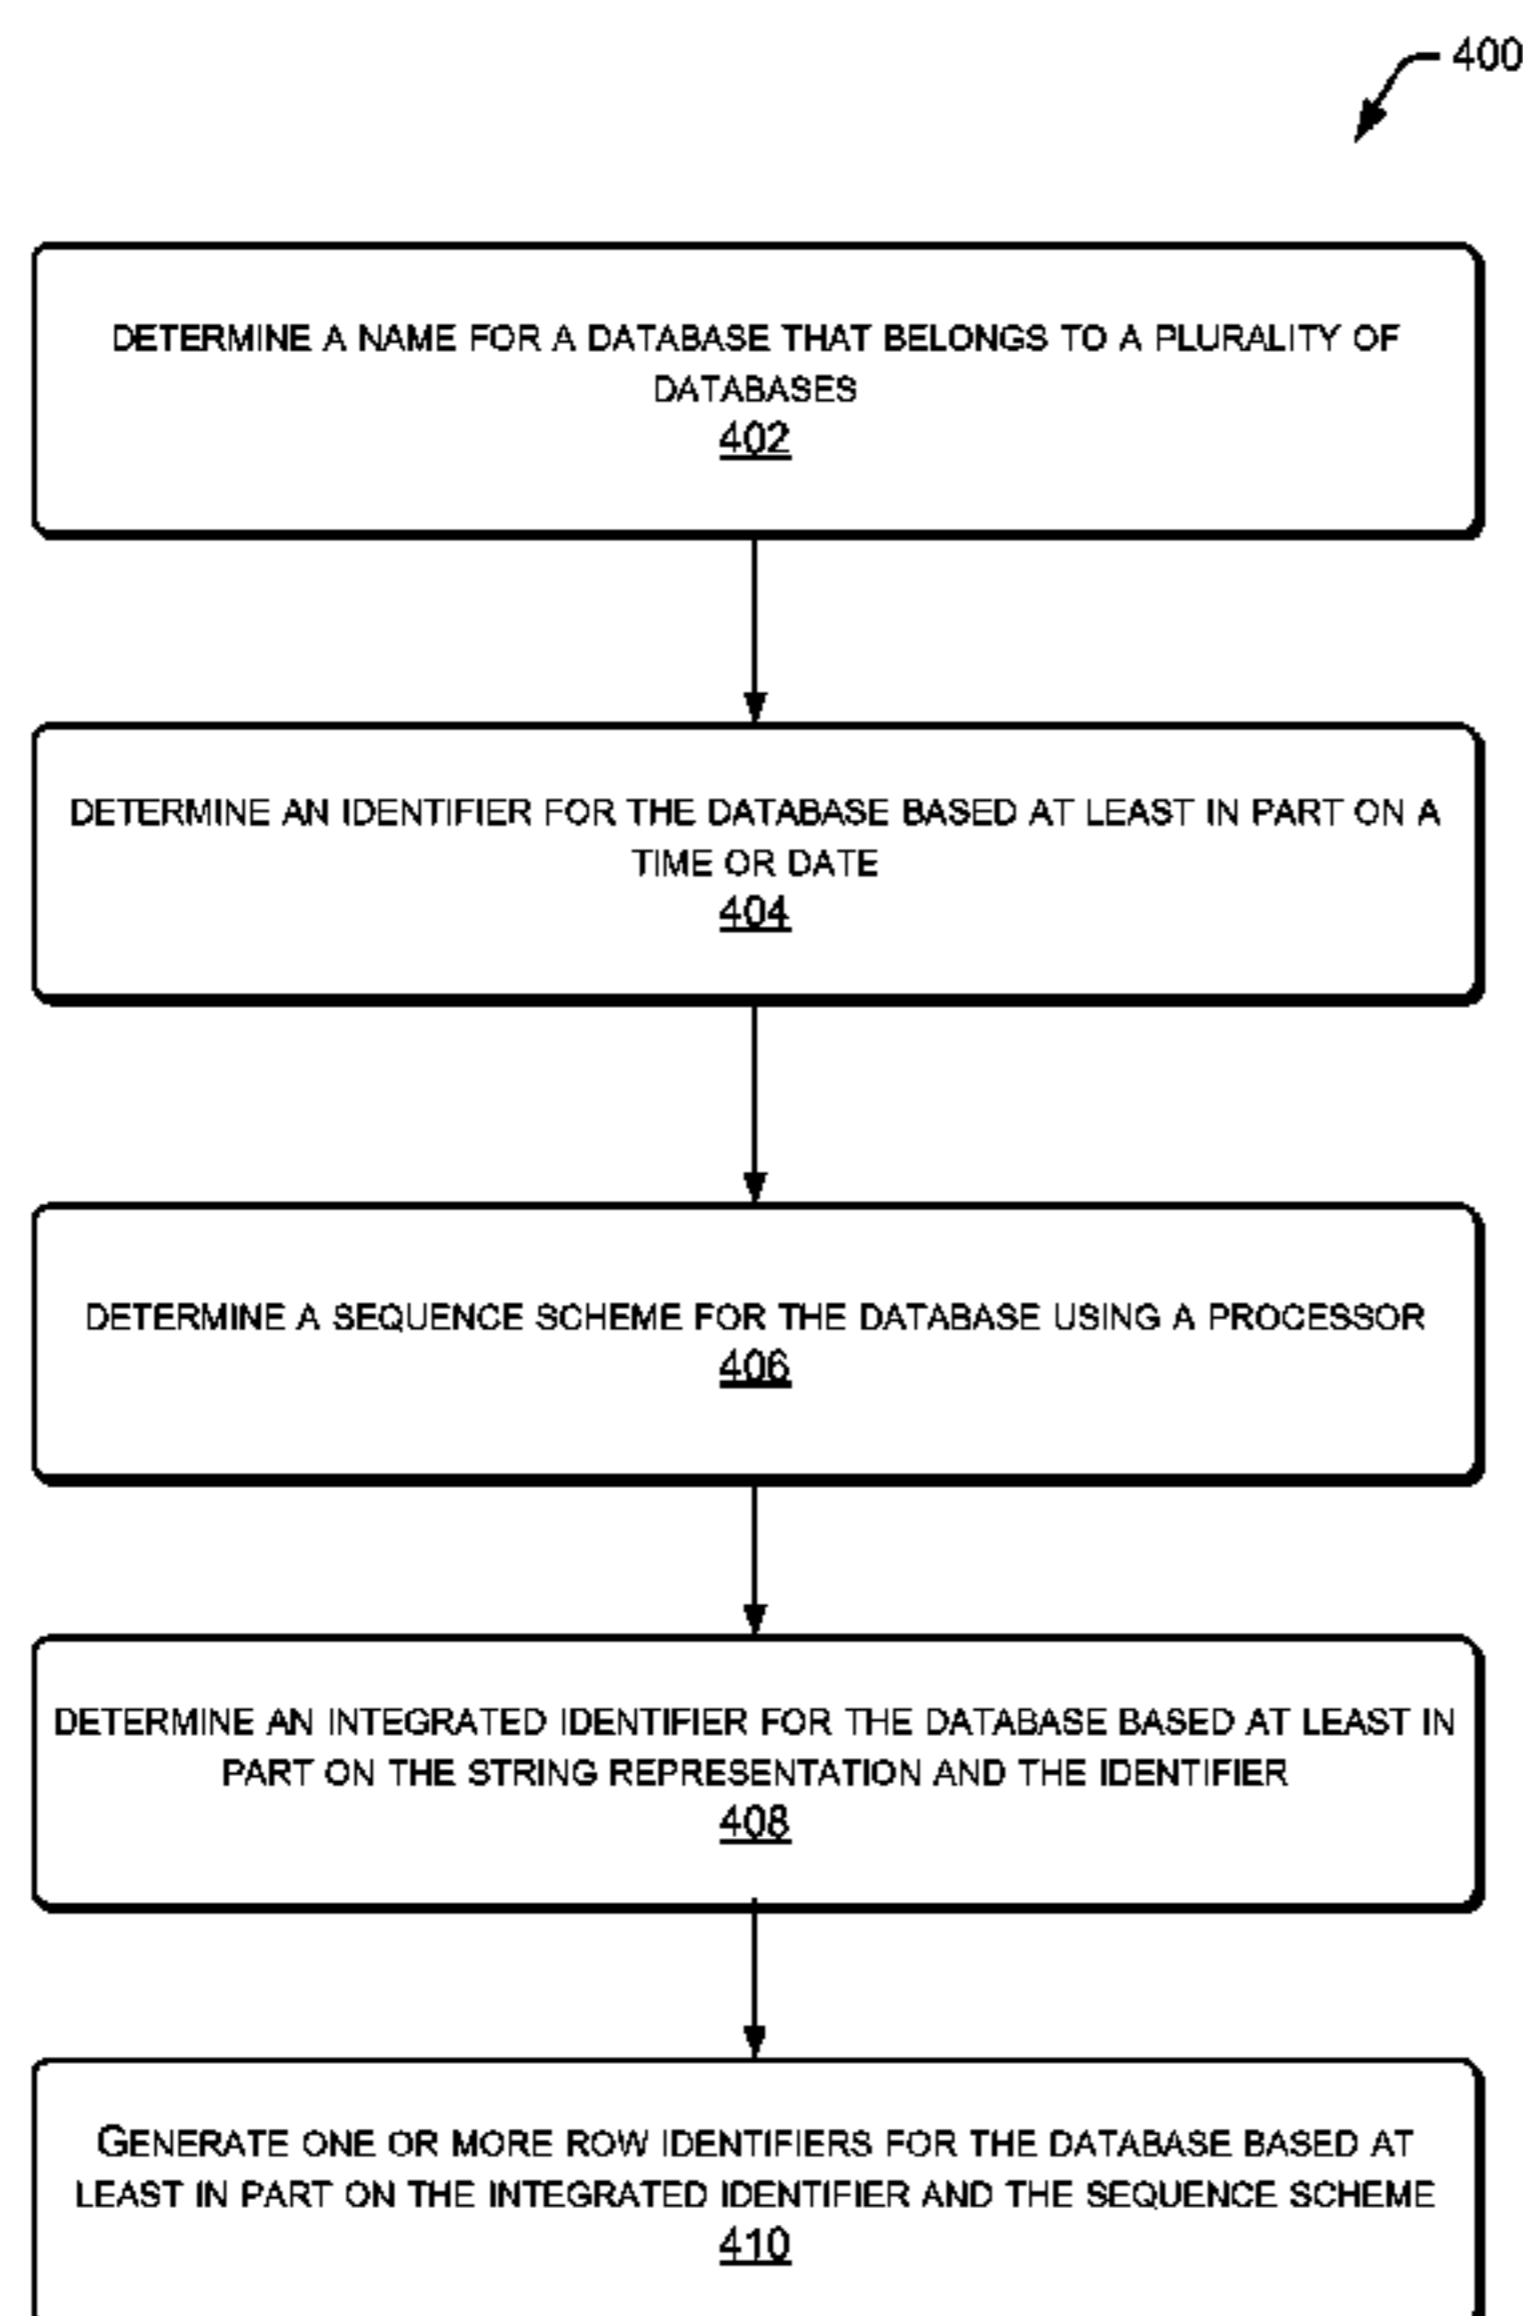 400
DETERMINE A NAME FOR A DATABASE THAT BELONGS TO A PLURALITY OF
DATABASES
402
DETERMINE AN IDENTIFIER FOR THE DATABASE BASED AT LEAST IN PART ON A
TIME OR DATE
404
DETERMINE A SEQUENCE SCHEME FOR THE DATABASE USING A PROCESSOR
406
DETERMINE AN INTEGRATED IDENTIFIER FOR THE DATABASE BASED AT LEAST IN
PART ON THE STRING REPRESENTATION AND THE IDENTIFIER
408
GENERATE ONE OR MORE ROW IDENTIFIERS FOR THE DATABASE BASED AT
LEAST IN PART ON THE INTEGRATED IDENTIFIER AND THE SEQUENCE SCHEME
410